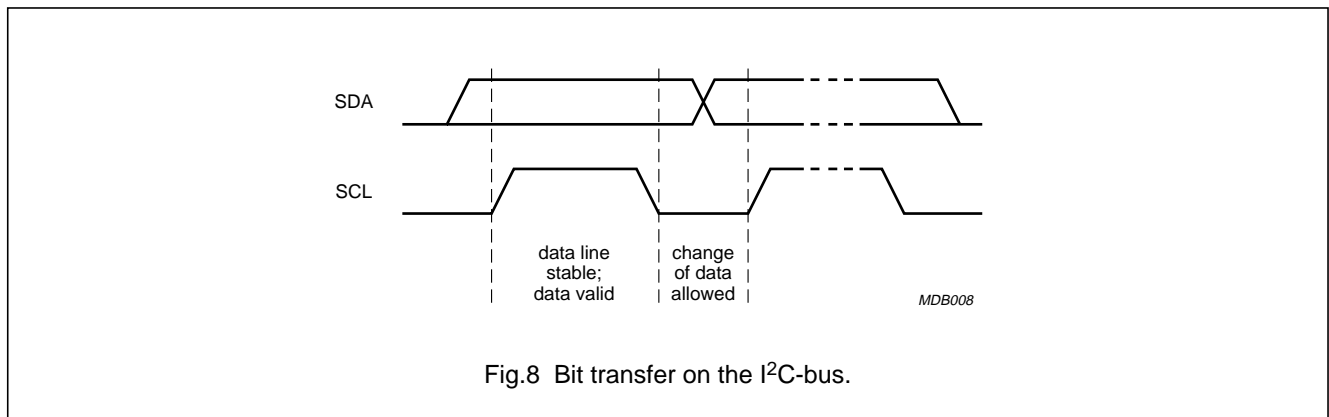 SDA
SCL
data line
stable;
data valid
change
of data
allowed
MDB008
Fig.8 Bit transfer on the I²C-bus.